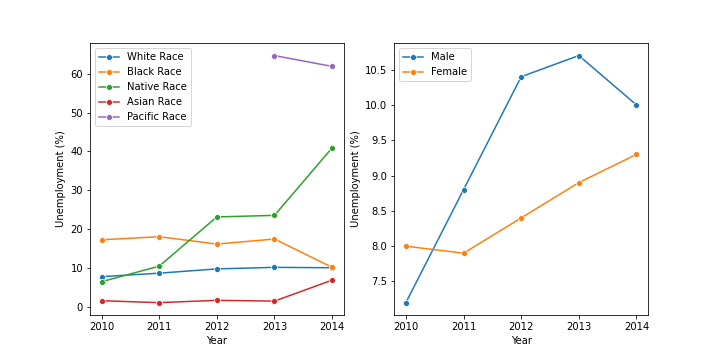 White Race
Black Race
Native Race
Asian Race
Pacific Race
Unemployment (%)
60
50
40
30
20
10
0
2010 2011 2012 2013 2014
Year
Male
Female
Unemployment (%)
10.5
10.0
9.5
9.0
8.5
8.0
7.5
2010 2011 2012 2013 2014
Year